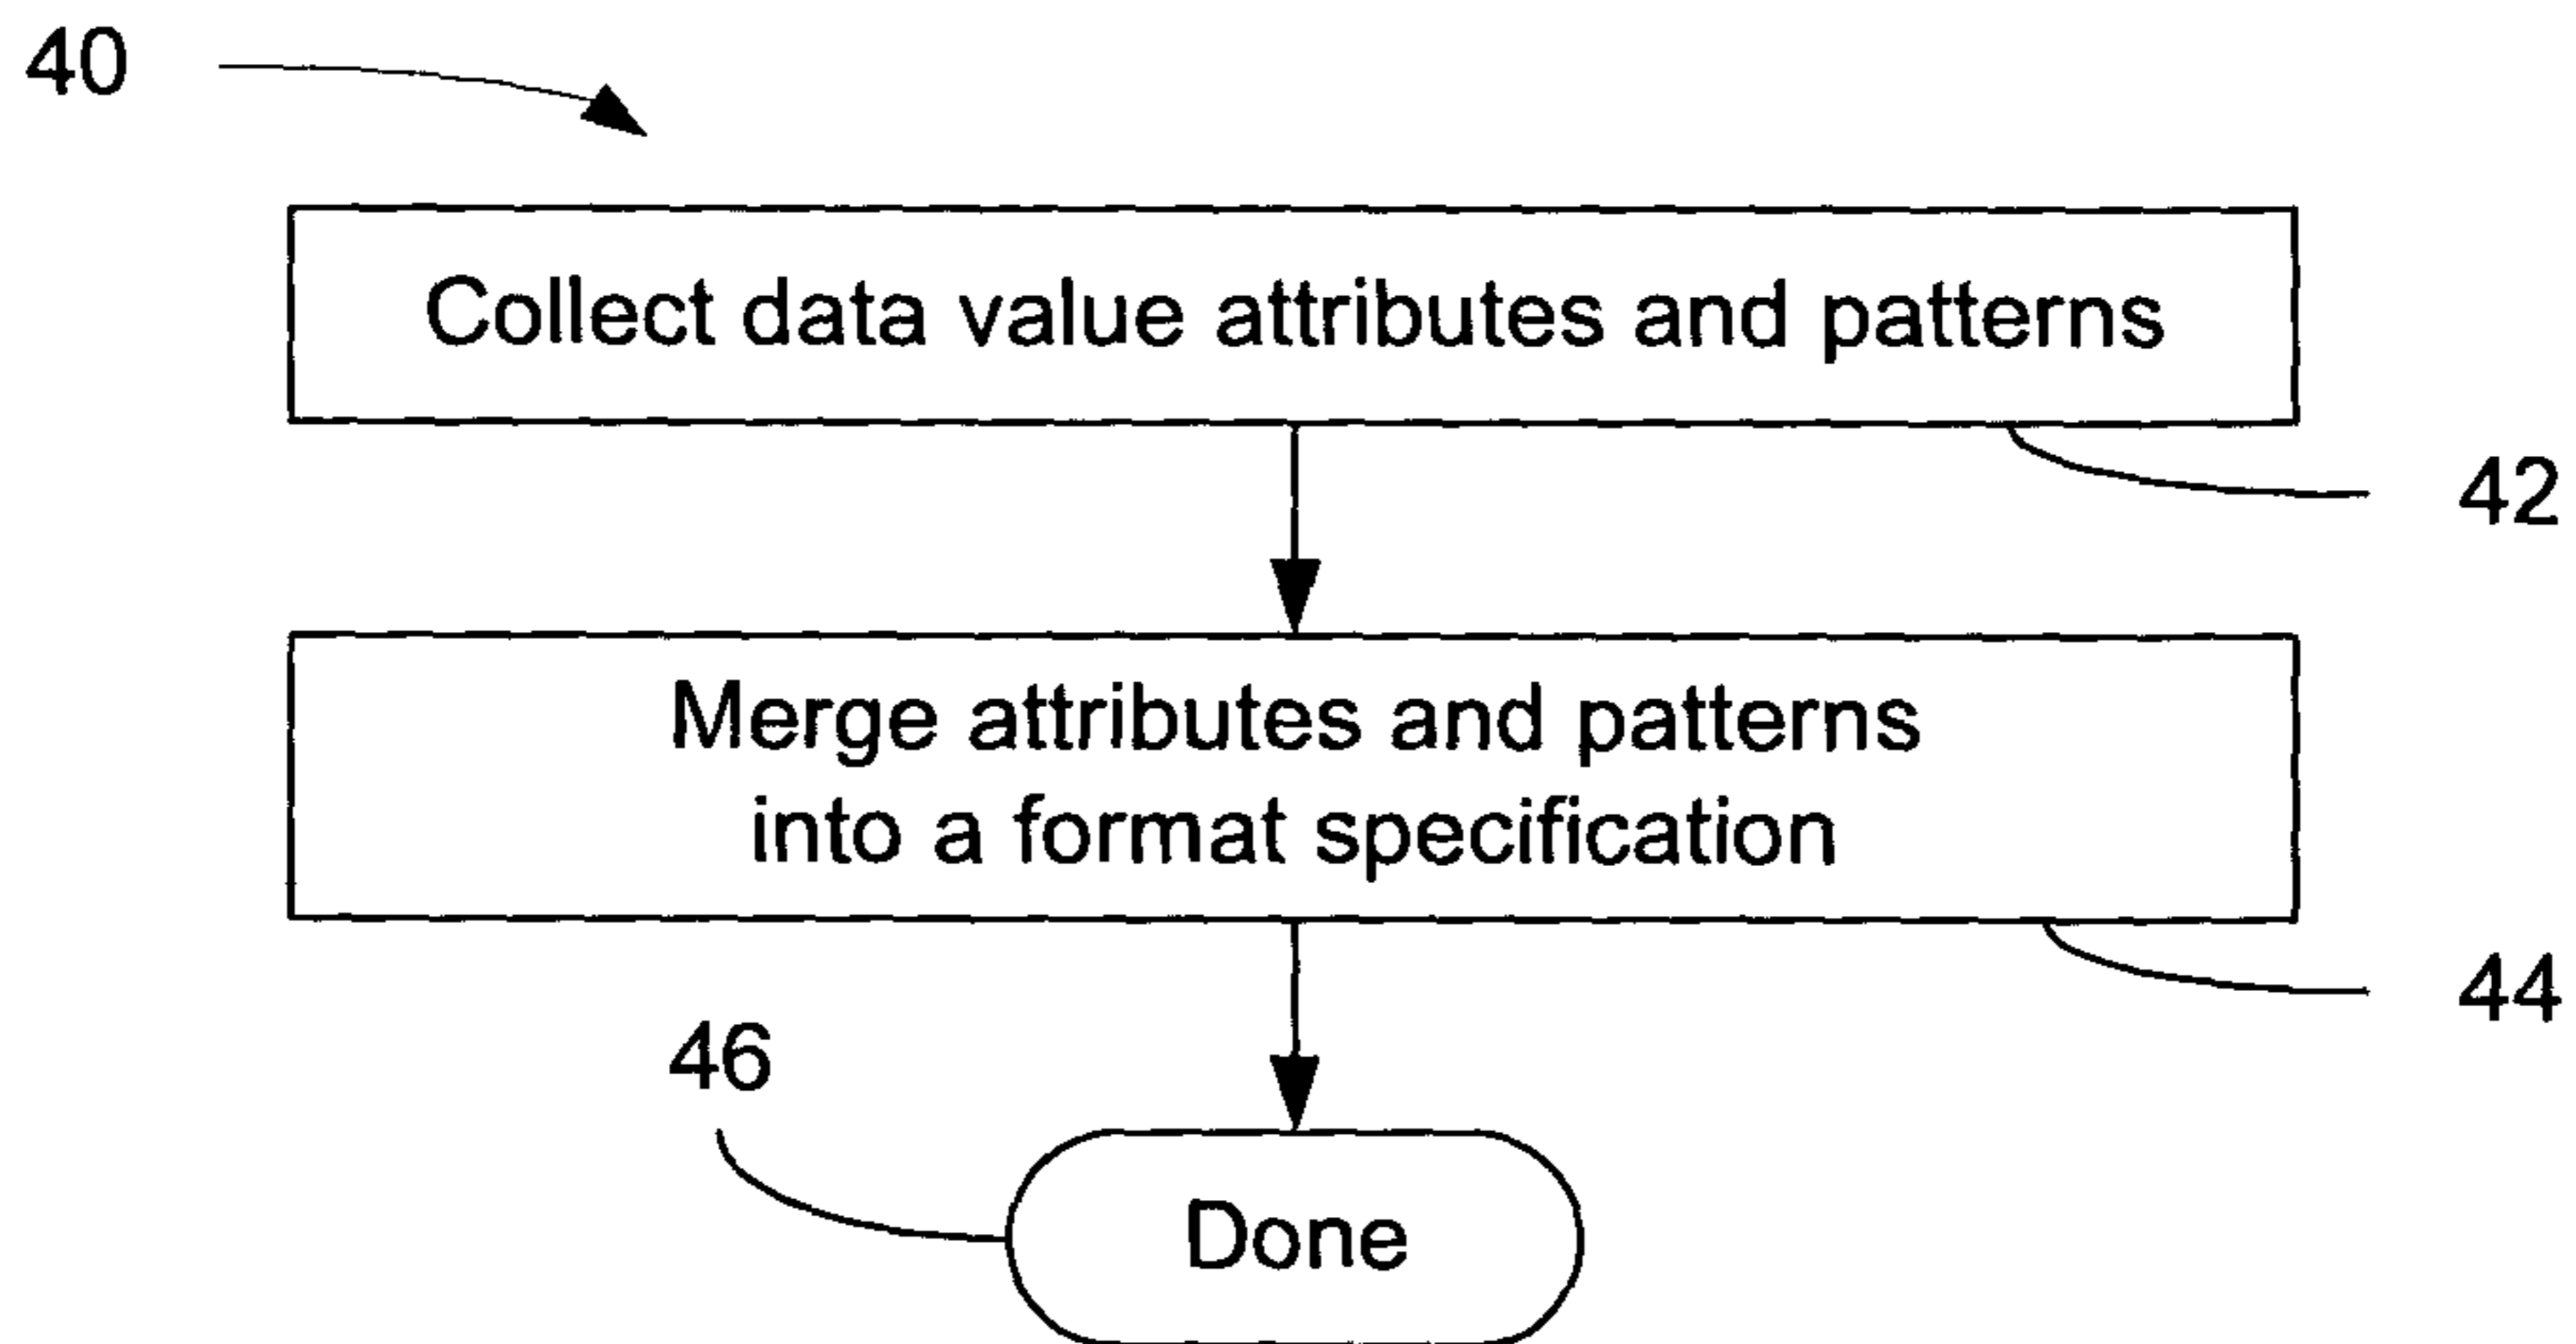 40
Collect data value attributes and patterns
42
Merge attributes and patterns
into a format specification
44
46
Done